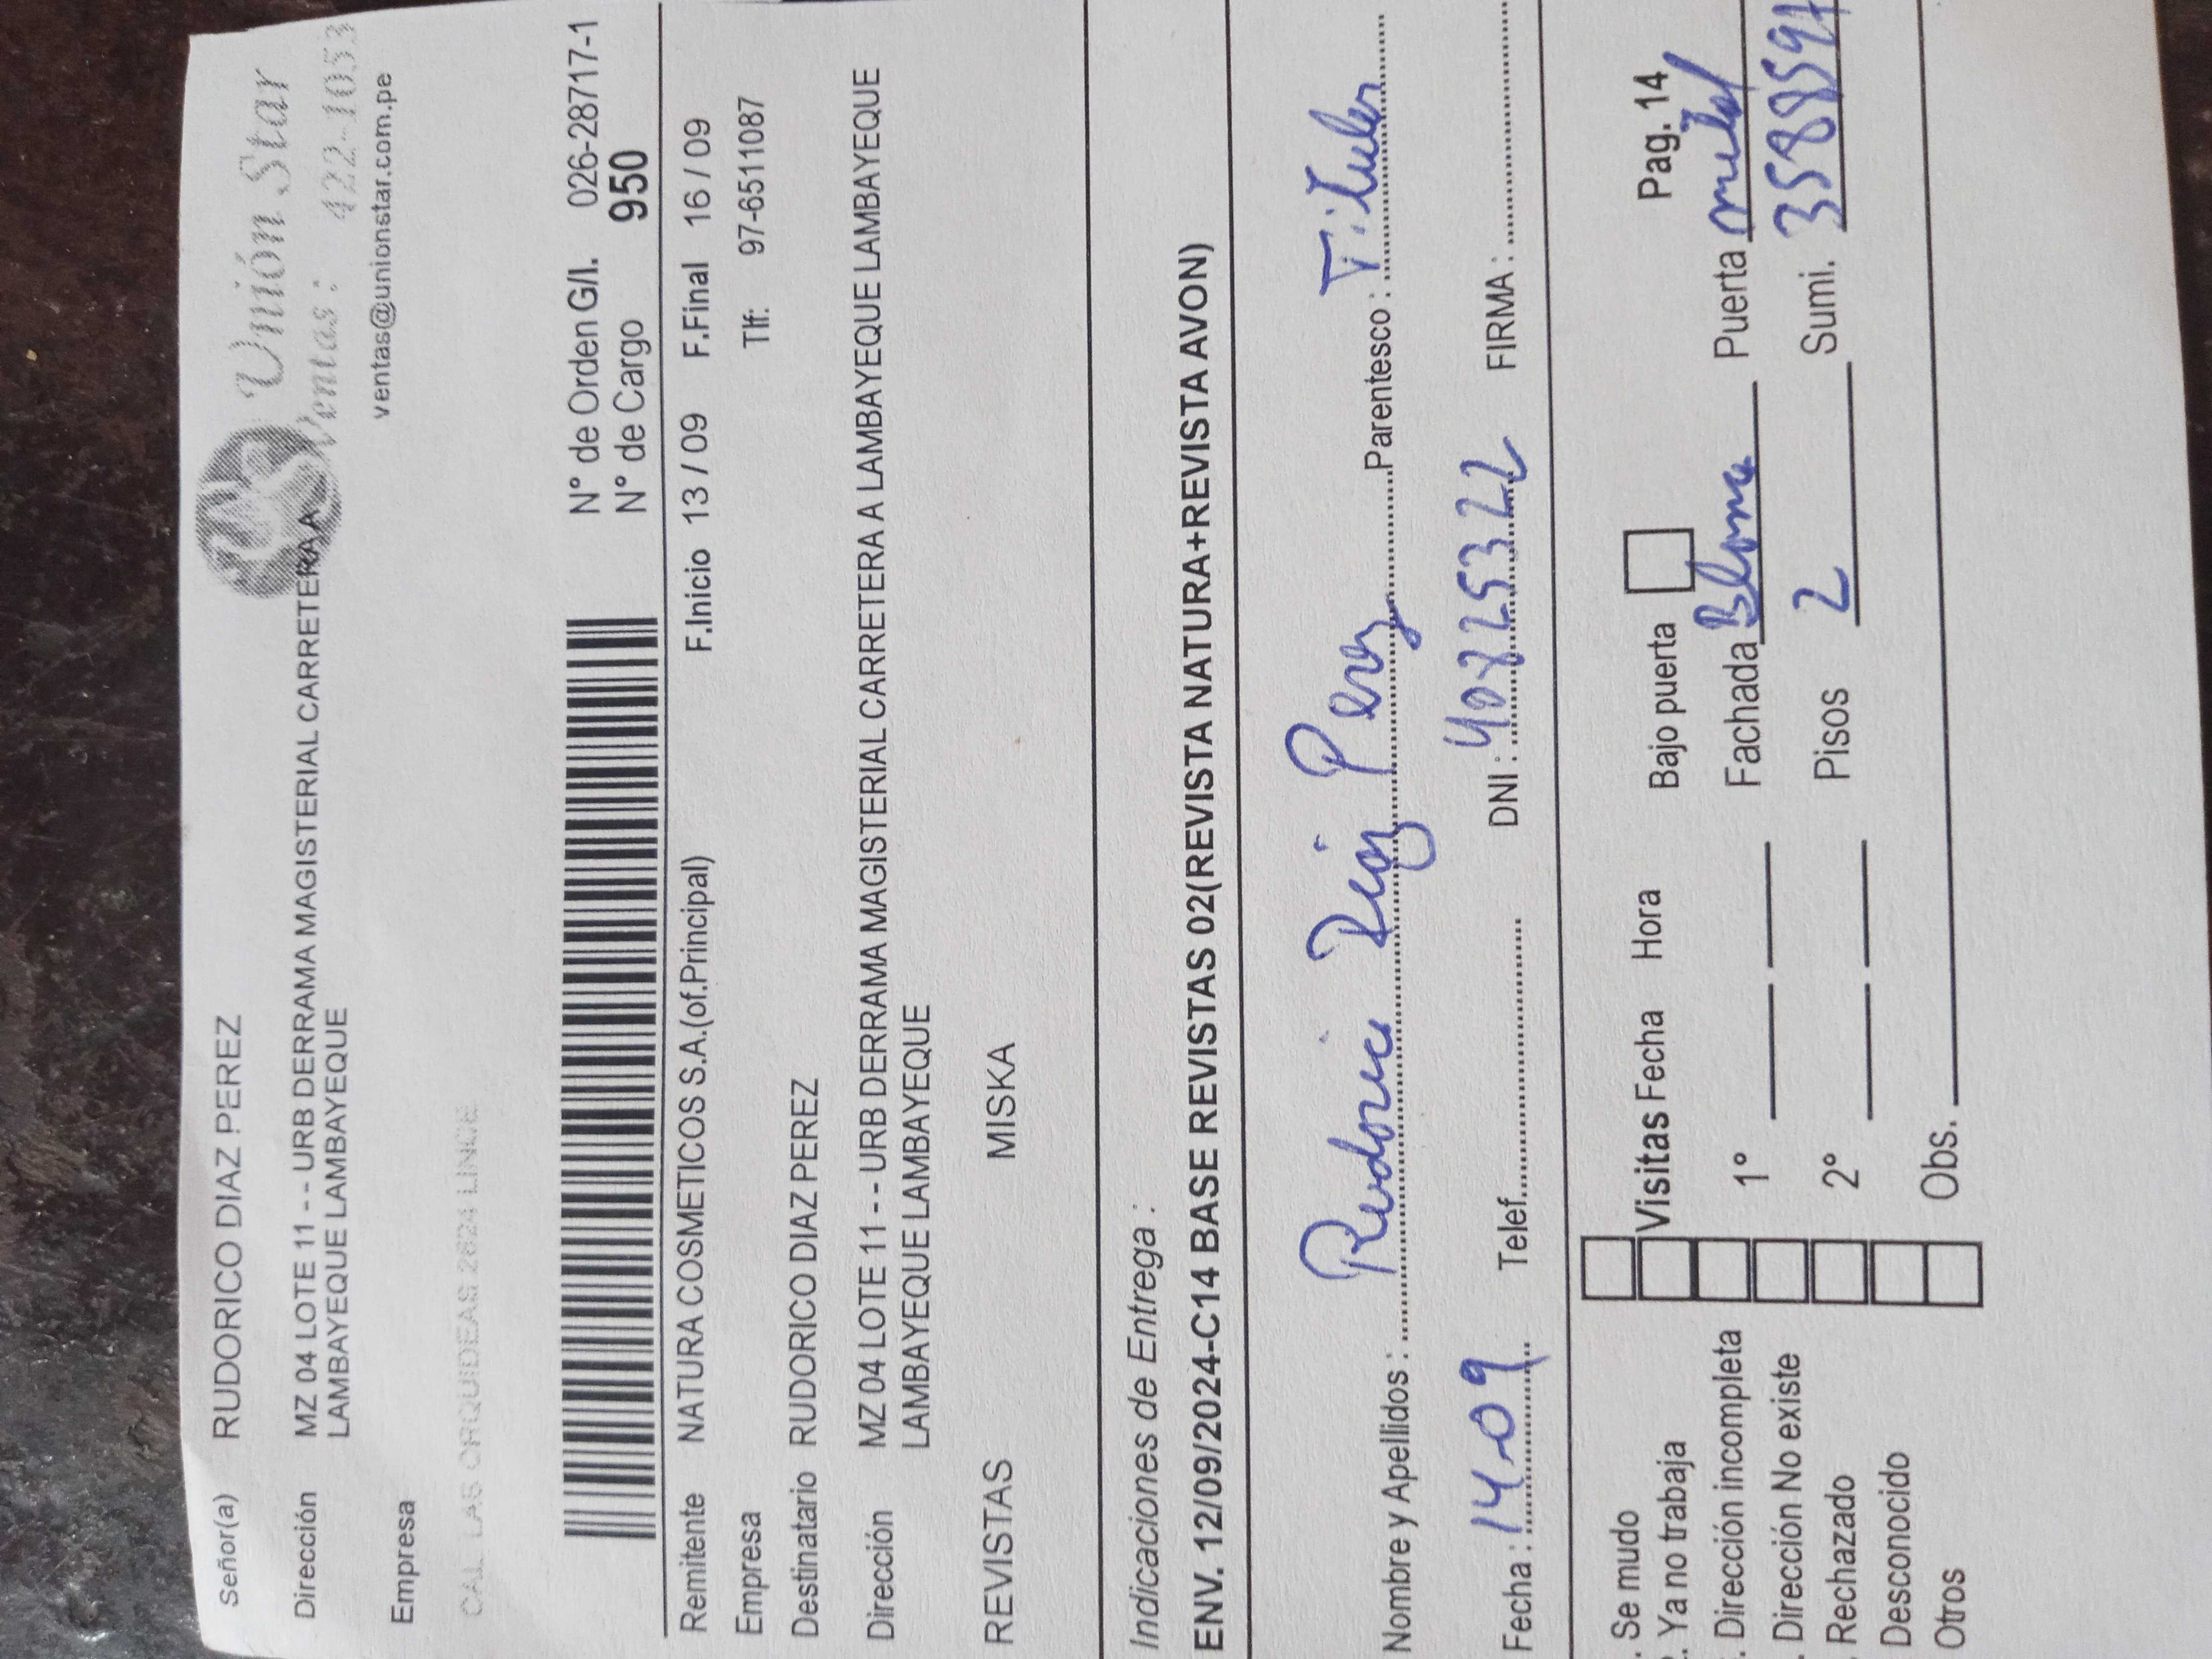 Señor(a) RUDORICO DIAZ PEREZ
Unión Star
Dirección MZ 04 LOTE 11 - - URB DERRAMA MAGISTERIAL CARRETERA A
LAMBAYEQUE LAMBAYEQUE
Ventas : 422-1053
ventas@unionstar.com.pe
Empresa
CAL LAS ORQUIDEAS 2624 LINCE
N° de Orden G/I. 026-28717-1
N° de Cargo 950
Remitente NATURA COSMETICOS S.A.(of.Principal) F.Inicio 13 / 09 F.Final 16 / 09
Empresa Tlf: 97-6511087
Destinatario RUDORICO DIAZ PEREZ
Dirección MZ 04 LOTE 11 - - URB DERRAMA MAGISTERIAL CARRETERA A LAMBAYEQUE LAMBAYEQUE
LAMBAYEQUE LAMBAYEQUE
REVISTAS MISKA
Indicaciones de Entrega :
ENV. 12/09/2024-C14 BASE REVISTAS 02(REVISTA NATURA+REVISTA AVON)
Nombre y Apellidos : Rudorico Diaz Perez Parentesco : Titular
Fecha : 14-09 Telef. DNI : 40825322 FIRMA :
. Se mudo Bajo puerta Pag. 14
. Ya no trabaja Visitas Fecha Hora
. Dirección incompleta 1° Fachada Blanca Puerta metal
. Dirección No existe
. Rechazado 2° Pisos 2 Sumi. 3588594
Desconocido
Otros Obs.